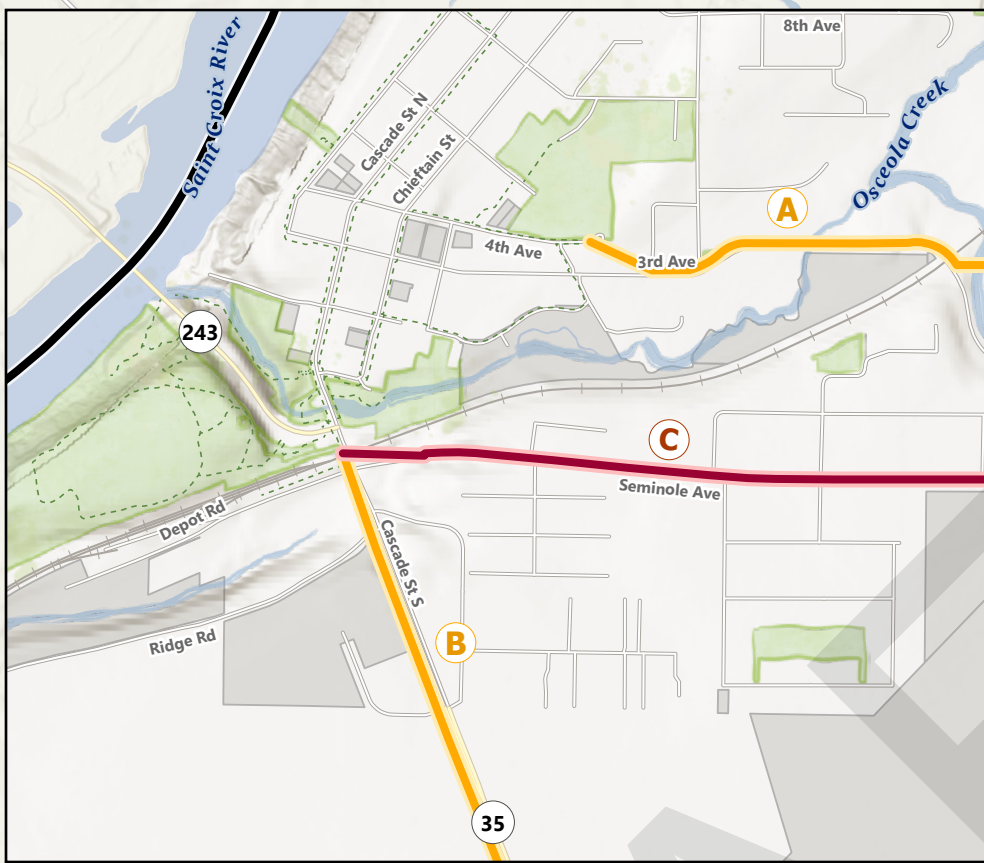 8th Ave
Saint Croix River
Cascade St N
Chieftain St
Osceola Creek
A
4th Ave
3rd Ave
243
C
Seminole Ave
Depot Rd
Cascade St S
Ridge Rd
B
35